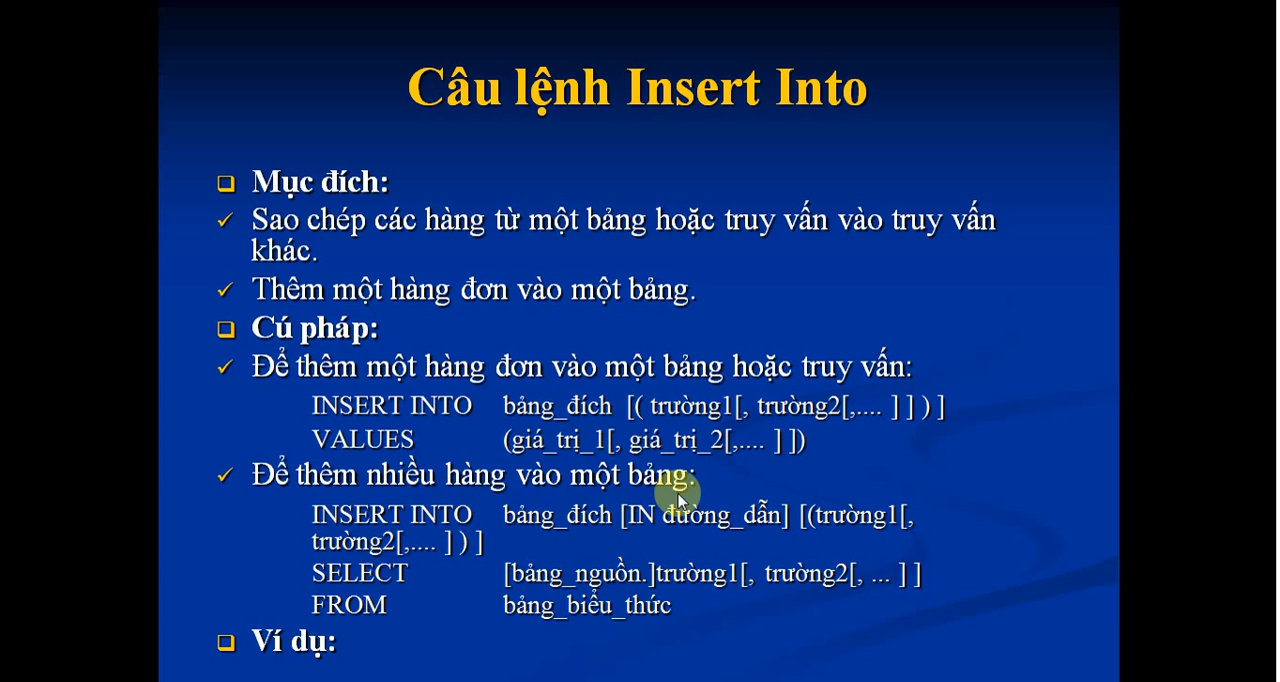 Câu lệnh Insert Into
Mục đích:
Sao chép các hàng từ một bảng hoặc truy vấn vào truy vấn
khác.
Thêm một hàng đơn vào một bảng.
Cú pháp:
Để thêm một hàng đơn vào một bảng hoặc truy vấn:
INSERT INTO bảng_đích [( trường1[, trường2[,.... ] ] ) ]
VALUES (giá_trị_1[, giá_trị_2[,.... ] ])
Để thêm nhiều hàng vào một bảng:
INSERT INTO bảng_đích [IN đường_dẫn] [(trường1[,
trường2[,.... ] ) ]
SELECT [bảng_nguồn.]trường1[, trường2[, ... ] ]
FROM bảng_biểu_thức
Ví dụ: